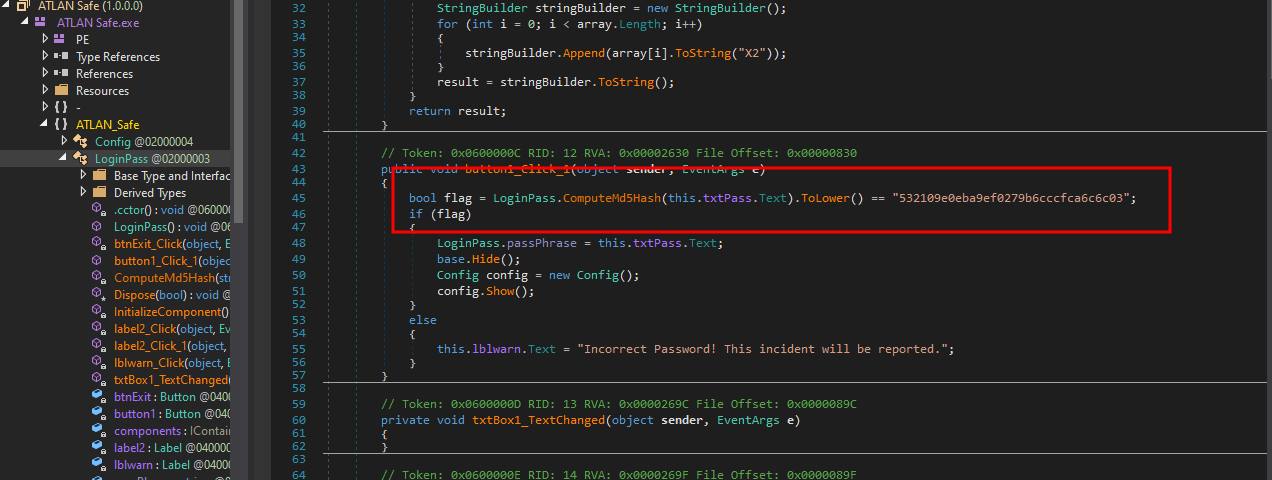 ATLAN Safe (1.0.0.0)
ATLAN Safe.exe
PE
Type References
References
Resources
{ } -
{ } ATLAN_Safe
Config @02000004
LoginPass @02000003
Base Type and Interfac
Derived Types
.cctor() : void @06000
LoginPass() : void @06
btnExit_Click(object, E
button1_Click_1(objec
ComputeMd5Hash(str
Dispose(bool) : void @
InitializeComponent()
label2_Click(object, Ev
label2_Click_1(object,
lblwarn_Click(object, E
txtBox1_TextChanged(
btnExit : Button @040
button1 : Button @040
components : IContain
label2 : Label @04000
lblwarn : Label @0400
32 StringBuilder stringBuilder = new StringBuilder();
33 for (int i = 0; i < array.Length; i++)
34 {
35 stringBuilder.Append(array[i].ToString("X2"));
36 }
37 result = stringBuilder.ToString();
38 }
39 return result;
40 }
41
42 // Token: 0x0600000C RID: 12 RVA: 0x00002630 File Offset: 0x00000830
43 public void button1_Click_1(object sender, EventArgs e)
44 {
45 bool flag = LoginPass.ComputeMd5Hash(this.txtPass.Text).ToLower() == "532109e0eba9ef0279b6cccfca6c6c03";
46 if (flag)
47 {
48 LoginPass.passPhrase = this.txtPass.Text;
49 base.Hide();
50 Config config = new Config();
51 config.Show();
52 }
53 else
54 {
55 this.lblwarn.Text = "Incorrect Password! This incident will be reported.";
56 }
57 }
58
59 // Token: 0x0600000D RID: 13 RVA: 0x0000269C File Offset: 0x0000089C
60 private void txtBox1_TextChanged(object sender, EventArgs e)
61 {
62 }
63
64 // Token: 0x0600000E RID: 14 RVA: 0x0000269F File Offset: 0x0000089F